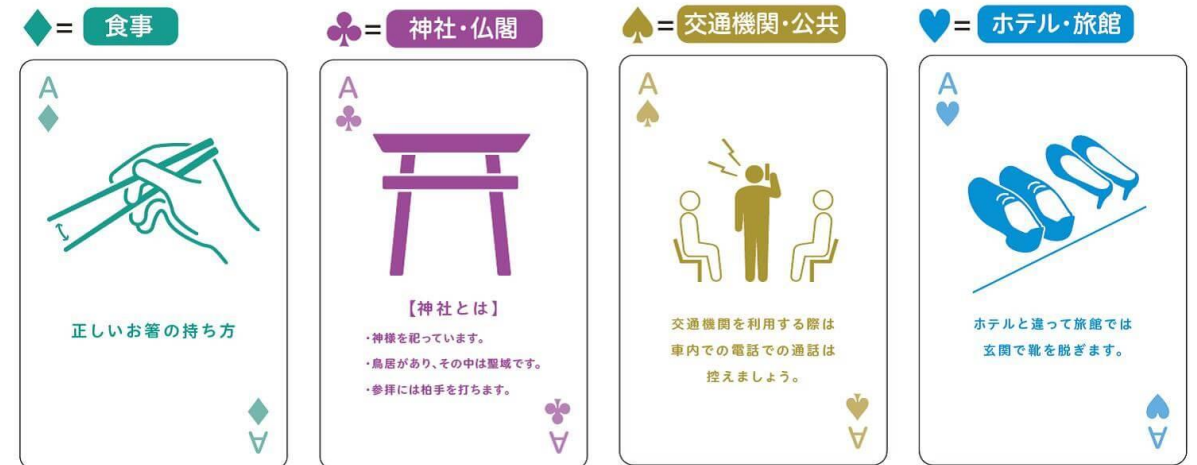 ♦= 食事
♣= 神社・仏閣
♠= 交通機関・公共
♥= ホテル・旅館
A
正しいお箸の持ち方
A
A
【神社とは】
・神様を祀っています。
・鳥居があり、その中は聖域です。
・参拝には柏手を打ちます。
A
A
交通機関を利用する際は
車内での電話での通話は
控えましょう。
A
A
ホテルと違って旅館では
玄関で靴を脱ぎます。
A